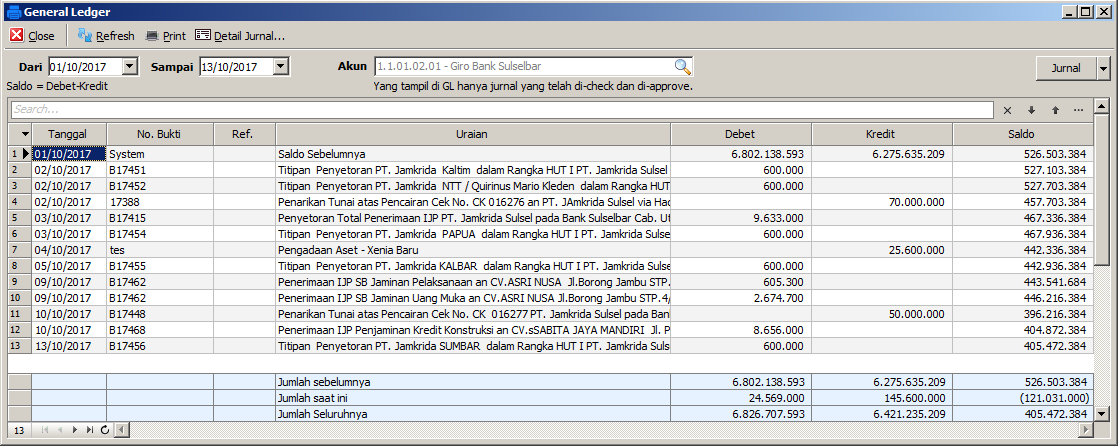 General Ledger
Close Refresh Print Detail Jurnal...
Dari 01/10/2017 Sampai 13/10/2017 Akun 1.1.01.02.01 - Giro Bank Sulselbar Jurnal
Saldo = Debet-Kredit Yang tampil di GL hanya jurnal yang telah di-check dan di-approve.
Search...
Tanggal No. Bukti Ref. Uraian Debet Kredit Saldo
1 01/10/2017 System Saldo Sebelumnya 6.802.138.593 6.275.635.209 526.503.384
2 02/10/2017 B17451 Titipan Penyetoran PT. Jamkrida Kaltim dalam Rangka HUT I PT. Jamkrida Sulsel 600.000 527.103.384
3 02/10/2017 B17452 Titipan Penyetoran PT. Jamkrida NTT / Quirinus Mario Kleden dalam Rangka HUT 600.000 527.703.384
4 02/10/2017 17388 Penarikan Tunai atas Pencairan Cek No. CK 016276 an PT. JAmkrida Sulsel via Hac 70.000.000 457.703.384
5 03/10/2017 B17415 Penyetoran Total Penerimaan IJP PT. Jamkrida Sulsel pada Bank Sulselbar Cab. Ut 9.633.000 467.336.384
6 03/10/2017 B17454 Titipan Penyetoran PT. Jamkrida PAPUA dalam Rangka HUT I PT. Jamkrida Sulse 600.000 467.936.384
7 04/10/2017 tes Pengadaan Aset - Xenia Baru 25.600.000 442.336.384
8 05/10/2017 B17455 Titipan Penyetoran PT. Jamkrida KALBAR dalam Rangka HUT I PT. Jamkrida Sulse 600.000 442.936.384
9 09/10/2017 B17462 Penerimaan IJP SB Jaminan Pelaksanaan an CV.ASRI NUSA Jl.Borong Jambu STP. 605.300 443.541.684
10 09/10/2017 B17462 Penerimaan IJP SB Jaminan Uang Muka an CV.ASRI NUSA Jl.Borong Jambu STP.4/ 2.674.700 446.216.384
11 10/10/2017 B17448 Penarikan Tunai atas Pencairan Cek No. CK 016277 PT. Jamkrida Sulsel pada Ban 50.000.000 396.216.384
12 10/10/2017 B17468 Penerimaan IJP Penjaminan Kredit Konstruksi an CV.sSABITA JAYA MANDIRI Jl. P 8.656.000 404.872.384
13 13/10/2017 B17456 Titipan Penyetoran PT. Jamkrida SUMBAR dalam Rangka HUT I PT. Jamkrida Suls 600.000 405.472.384
Jumlah sebelumnya 6.802.138.593 6.275.635.209 526.503.384
Jumlah saat ini 24.569.000 145.600.000 (121.031.000)
Jumlah Seluruhnya 6.826.707.593 6.421.235.209 405.472.384
13